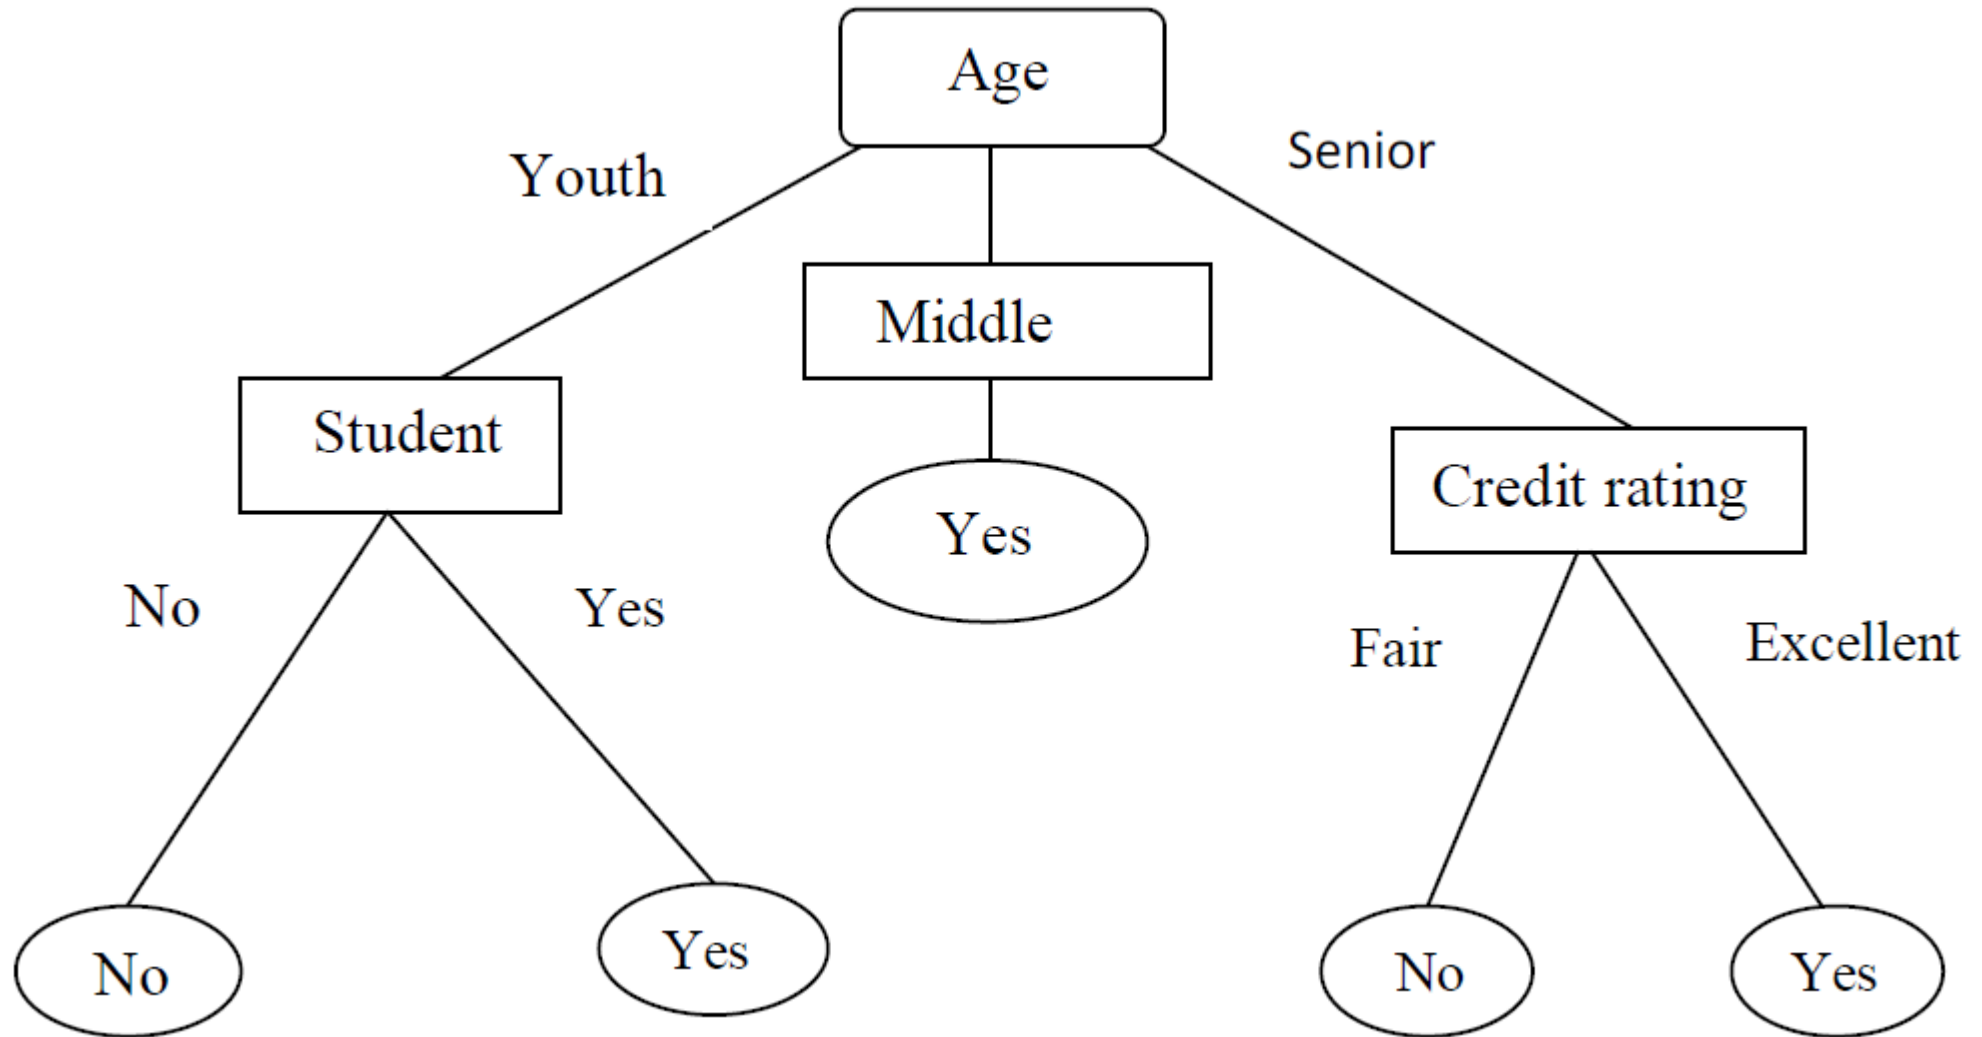 Age
Youth
Senior
Middle
Student
Credit rating
Yes
No
Yes
Fair
Excellent
No
Yes
No
Yes